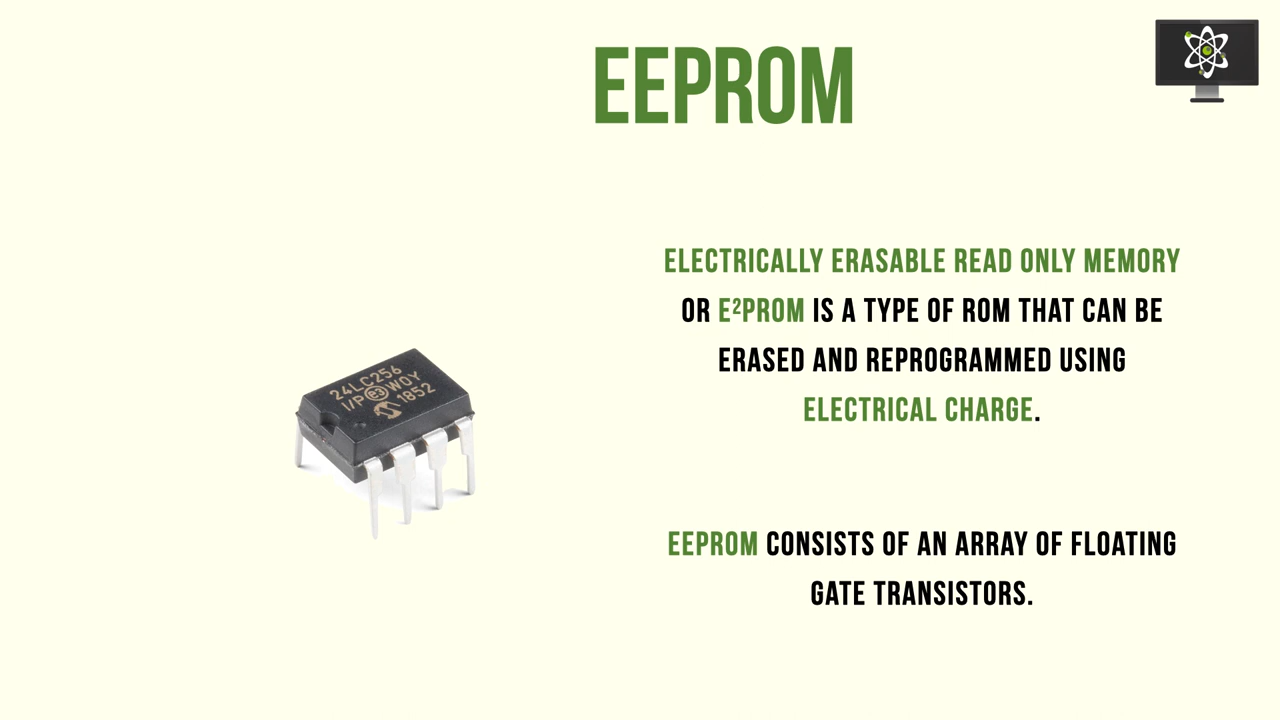 EEPROM
ELECTRICALLY ERASABLE READ ONLY MEMORY
OR E²PROM IS A TYPE OF ROM THAT CAN BE
ERASED AND REPROGRAMMED USING
ELECTRICAL CHARGE.
24LC256
I/P e3 W0Y
1852
EEPROM CONSISTS OF AN ARRAY OF FLOATING
GATE TRANSISTORS.